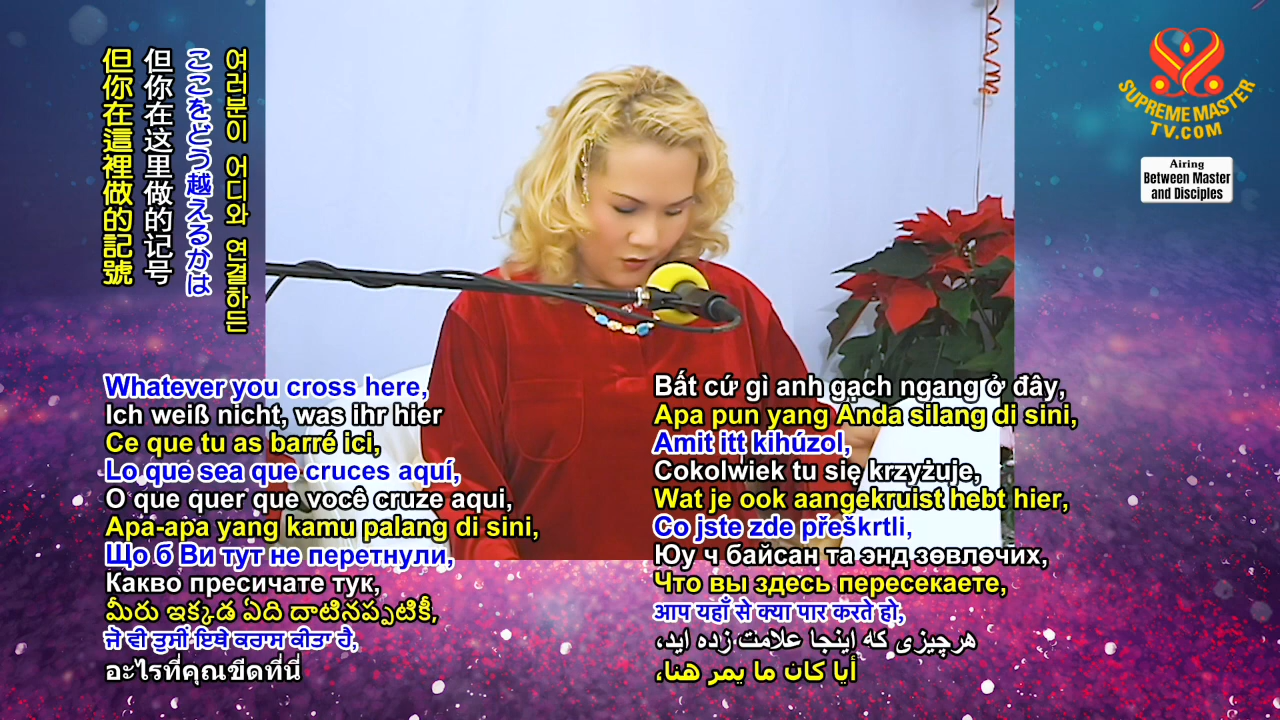 여러분이 어디와 연결하든
ここをどう越えるかは
但你在这里做的记号
但你在這裡做的記號
SUPREME MASTER
TV.COM
Airing
Between Master
and Disciples
Whatever you cross here,
Ich weiß nicht, was ihr hier
Ce que tu as barré ici,
Lo que sea que cruces aquí,
O que quer que você cruze aqui,
Apa-apa yang kamu palang di sini,
Що б Ви тут не перетнули,
Какво пресичате тук,
మీరు ఇక్కడ ఏది దాటినప్పటికీ,
ਜੋ ਵੀ ਤੁਸੀਂ ਇਥੇ ਕਰਾਸ ਕੀਤਾ ਹੈ,
อะไรที่คุณขีดที่นี่
Bất cứ gì anh gạch ngang ở đây,
Apa pun yang Anda silang di sini,
Amit itt kihúzol,
Cokolwiek tu się krzyżuje,
Wat je ook aangekruist hebt hier,
Co jste zde přeškrtli,
Юу ч байсан та энд зөвлөчих,
Что вы здесь пересекаете,
आप यहाँ से क्या पार करते हो,
هرچیزی که اینجا علامت زده اید،
أيا كان ما يمر هنا،